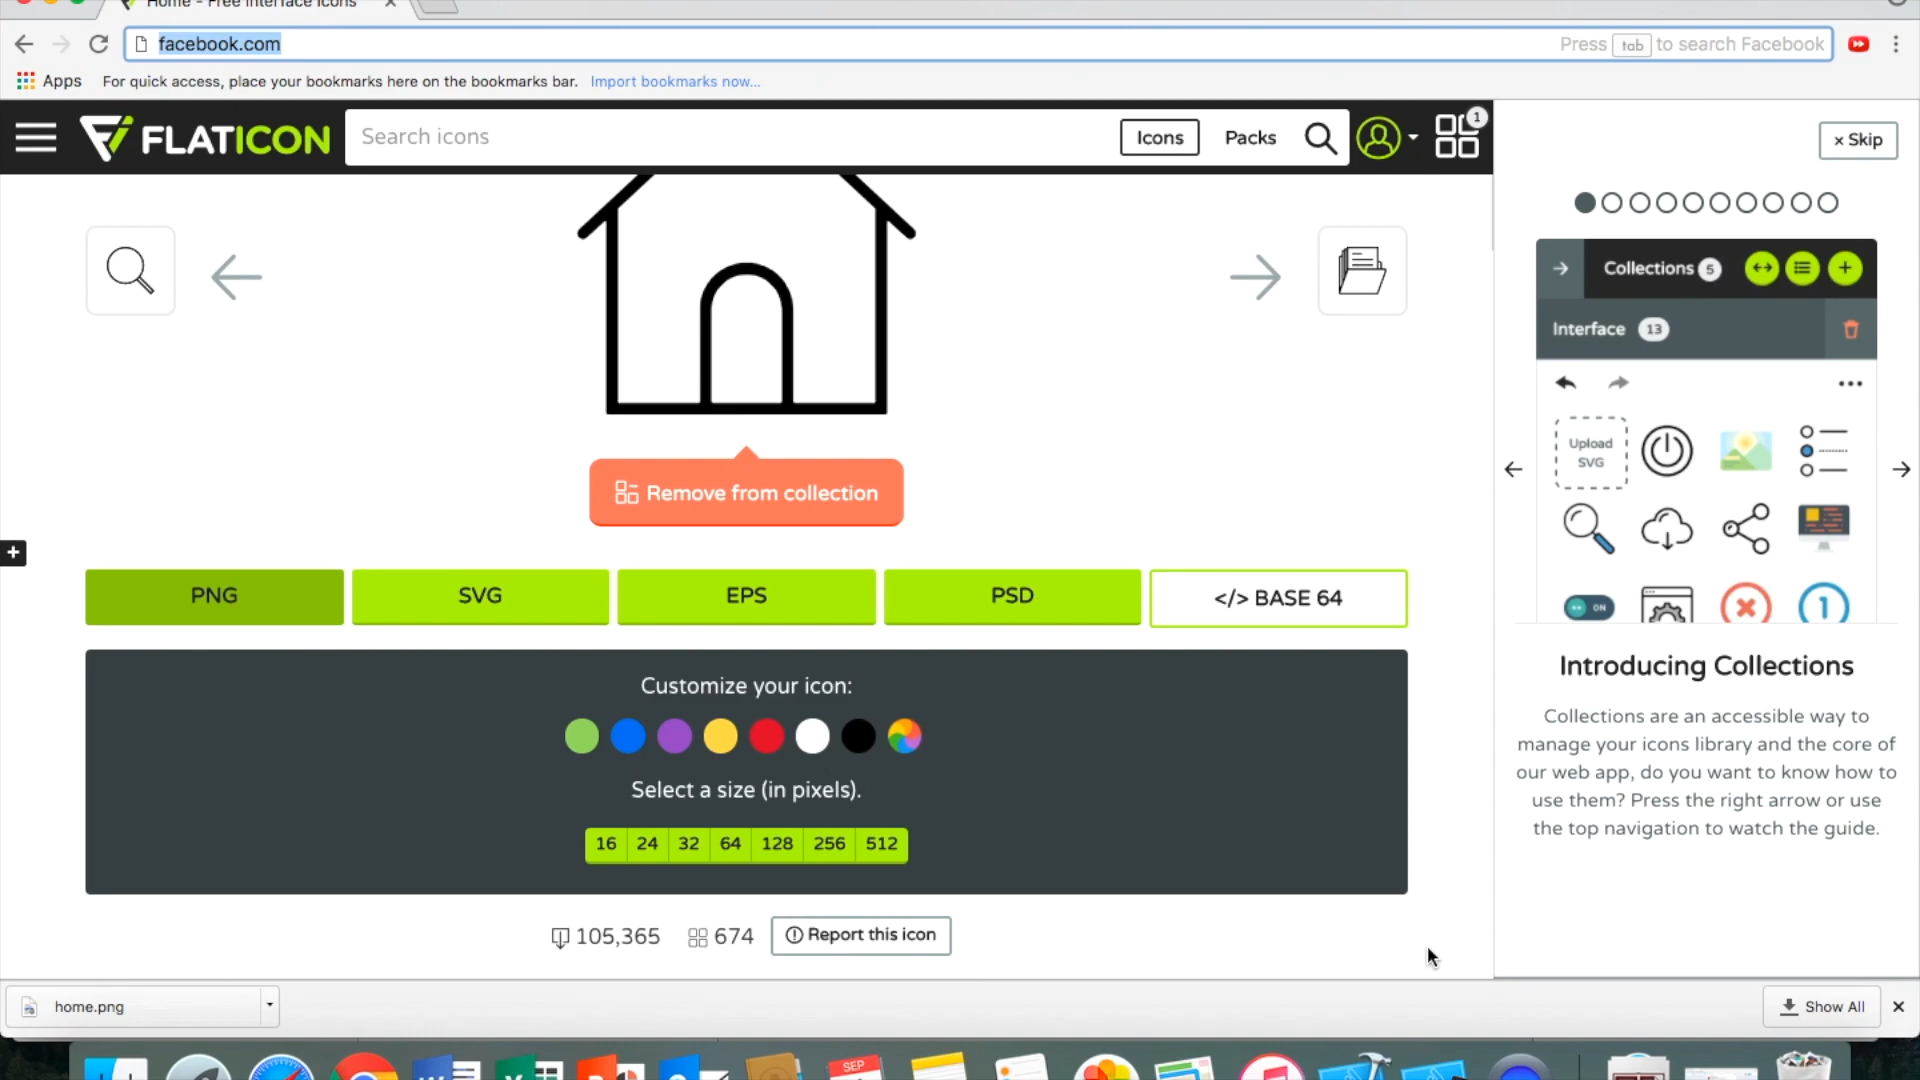 Home - Free interface icons
facebook.com
Press tab to search Facebook
Apps
For quick access, place your bookmarks here on the bookmarks bar. Import bookmarks now...
FLATICON
Search icons
Icons
Packs
1
× Skip
Collections 5
Interface 13
Upload
SVG
ON
1
Remove from collection
PNG
SVG
EPS
PSD
</> BASE 64
Introducing Collections
Collections are an accessible way to
manage your icons library and the core of
our web app, do you want to know how to
use them? Press the right arrow or use
the top navigation to watch the guide.
Customize your icon:
Select a size (in pixels).
16 24 32 64 128 256 512
105,365
674
Report this icon
home.png
Show All
SEP